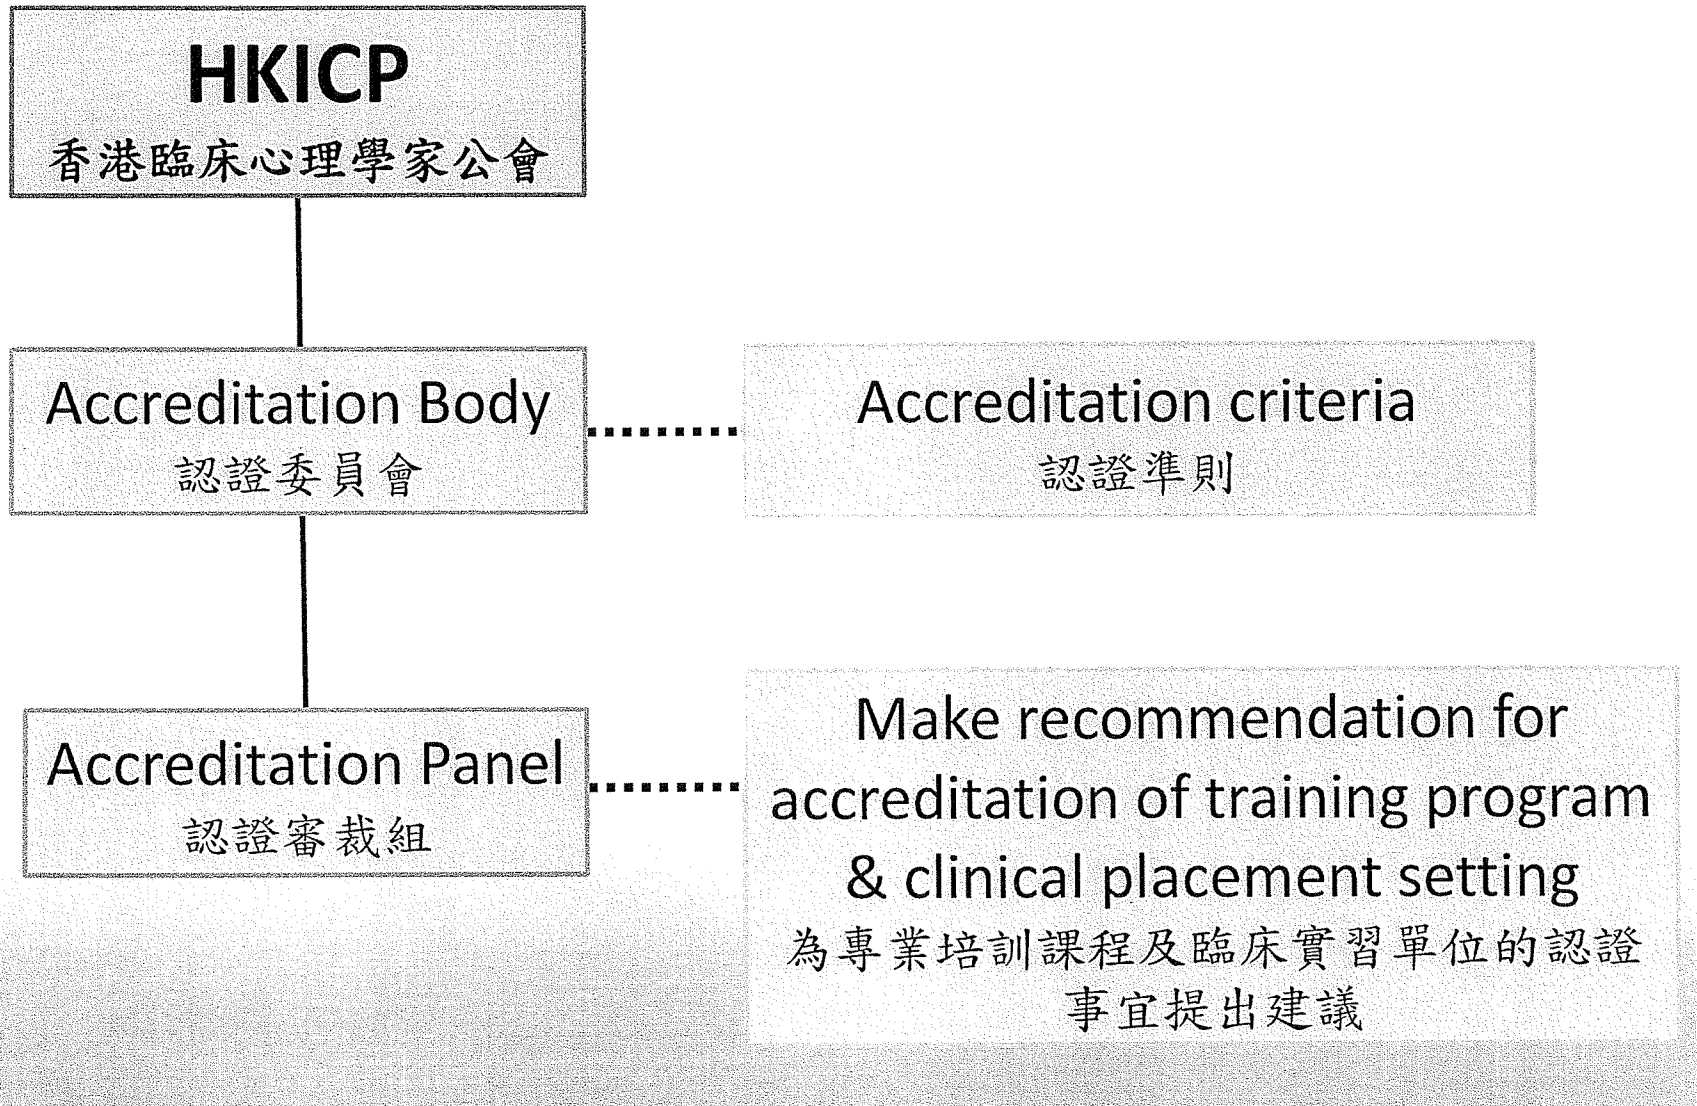 HKICP
香港臨床心理學家公會
Accreditation Body
認證委員會
Accreditation criteria
認證準則
Accreditation Panel
認證審裁組
Make recommendation for
accreditation of training program
& clinical placement setting
為專業培訓課程及臨床實習單位的認證
事宜提出建議